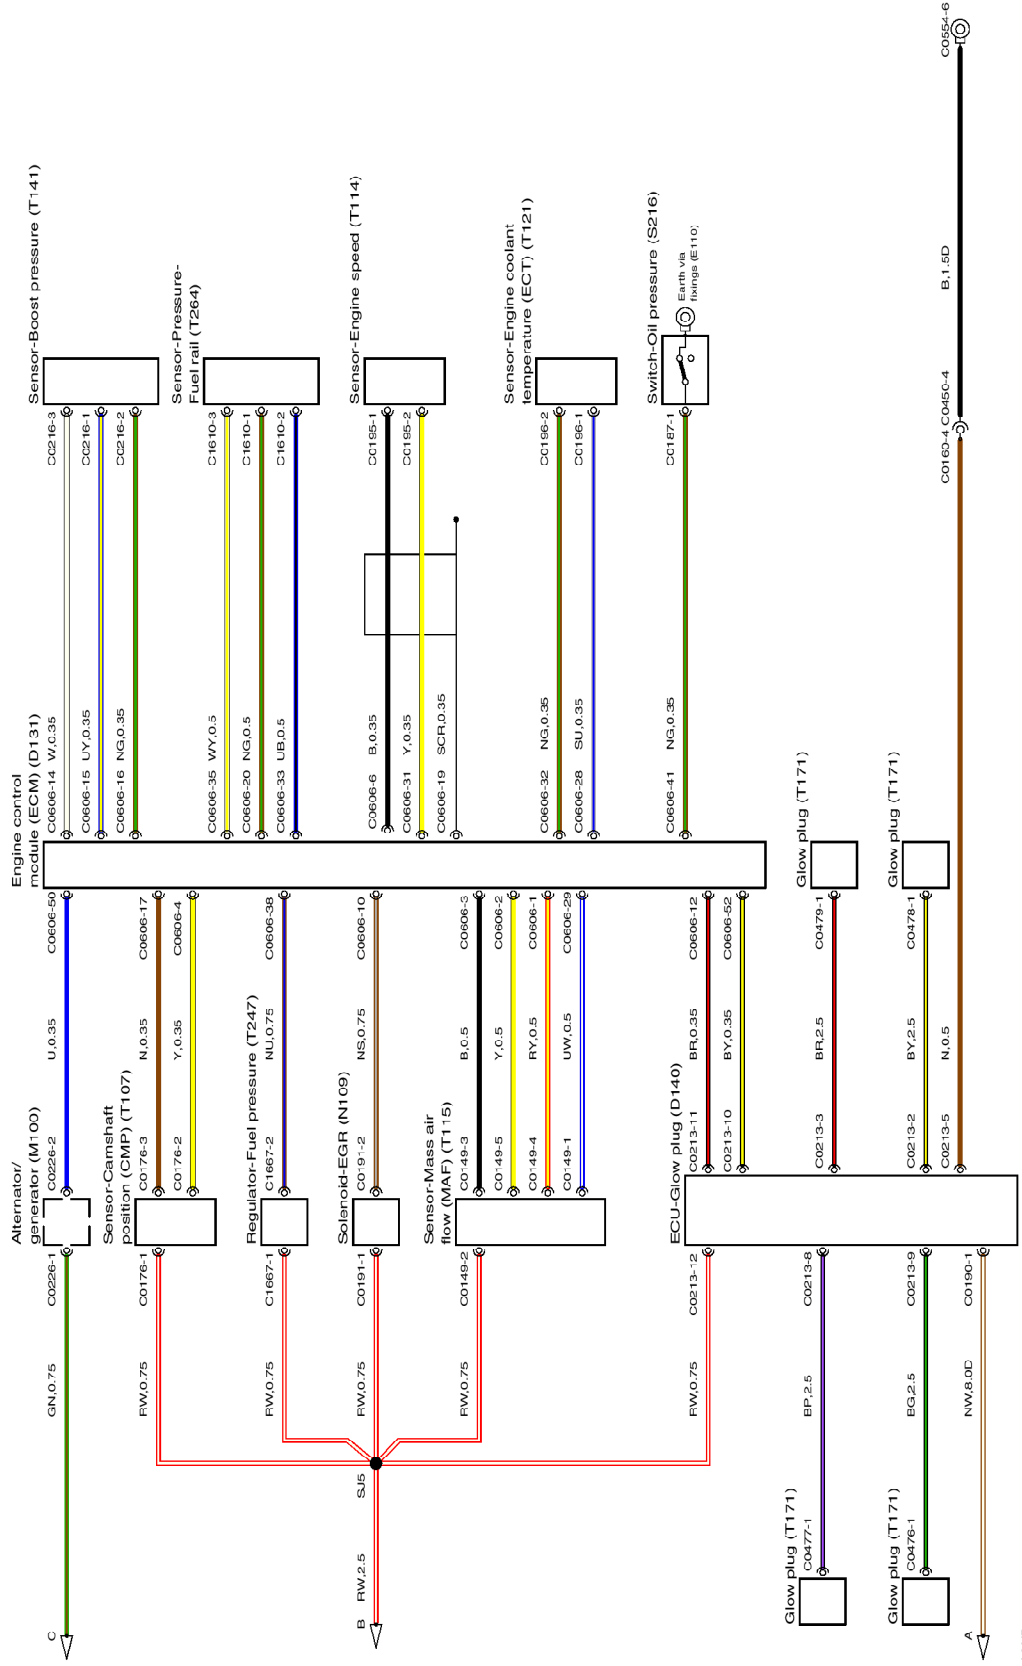 C0554-6
B,1.5D
C0160-4 C0450-4
Sensor-Boost pressure (T141)
C0216-3
C0216-1
C0216-2
Sensor-Pressure-
Fuel rail (T264)
C1610-3
C1610-1
C1610-2
Sensor-Engine speed (T114)
C0195-1
C0195-2
Sensor-Engine coolant
temperature (ECT) (T121)
C0196-2
C0196-1
Switch-Oil pressure (S216)
Earth via
fixings (E110)
C0187-1
Engine control
module (ECM) (D131)
C0606-14 W,0.35
C0606-15 UY,0.35
C0606-16 NG,0.35
C0606-35 WY,0.5
C0606-20 NG,0.5
C0606-33 UB,0.5
C0606-6 B,0.35
C0606-31 Y,0.35
C0606-19 SCR,0.35
C0606-32 NG,0.35
C0606-28 SU,0.35
C0606-41 NG,0.35
Glow plug (T171)
Glow plug (T171)
C0606-50
C0606-17
C0606-4
C0606-38
C0606-10
C0606-3
C0606-2
C0606-1
C0606-29
C0606-12
C0606-52
C0479-1
C0478-1
U,0.35
N,0.35
Y,0.35
NU,0.75
NS,0.75
B,0.5
Y,0.5
RY,0.5
UW,0.5
BR,0.35
BY,0.35
BR,2.5
BY,2.5
N,0.5
Alternator/
generator (M100)
C0226-2
Sensor-Camshaft
position (CMP) (T107)
C0176-3
C0176-2
Regulator-Fuel pressure (T247)
C1667-2
Solenoid-EGR (N109)
C0191-2
Sensor-Mass air
flow (MAF) (T115)
C0149-3
C0149-5
C0149-4
C0149-1
ECU-Glow plug (D140)
C0213-11
C0213-10
C0213-3
C0213-2
C0213-5
C0226-1
C0176-1
C1667-1
C0191-1
C0149-2
C0213-12
C0213-8
C0213-9
C0190-1
GN,0.75
RW,0.75
RW,0.75
RW,0.75
RW,0.75
RW,0.75
BP,2.5
BG,2.5
NW,8.0D
SJ5
Glow plug (T171)
C0477-1
Glow plug (T171)
C0476-1
RW,2.5
C
B
A